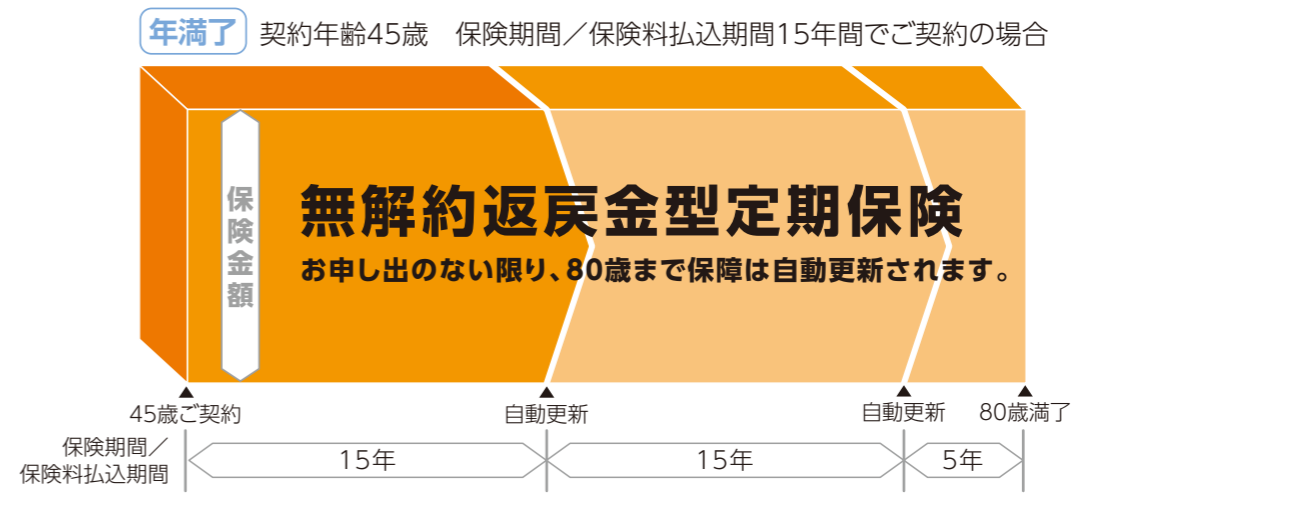 年満了 契約年齢45歳　保険期間／保険料払込期間15年間でご契約の場合
保険金額
無解約返戻金型定期保険
お申し出のない限り、80歳まで保障は自動更新されます。
45歳ご契約 自動更新 自動更新 80歳満了
保険期間／
保険料払込期間
15年 15年 5年